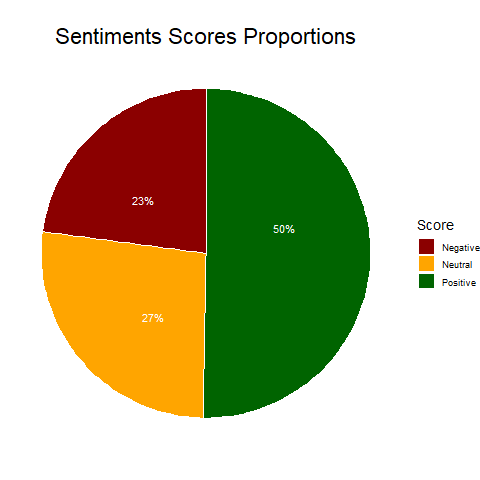 Sentiments Scores Proportions
23%
50%
27%
Score
Negative
Neutral
Positive